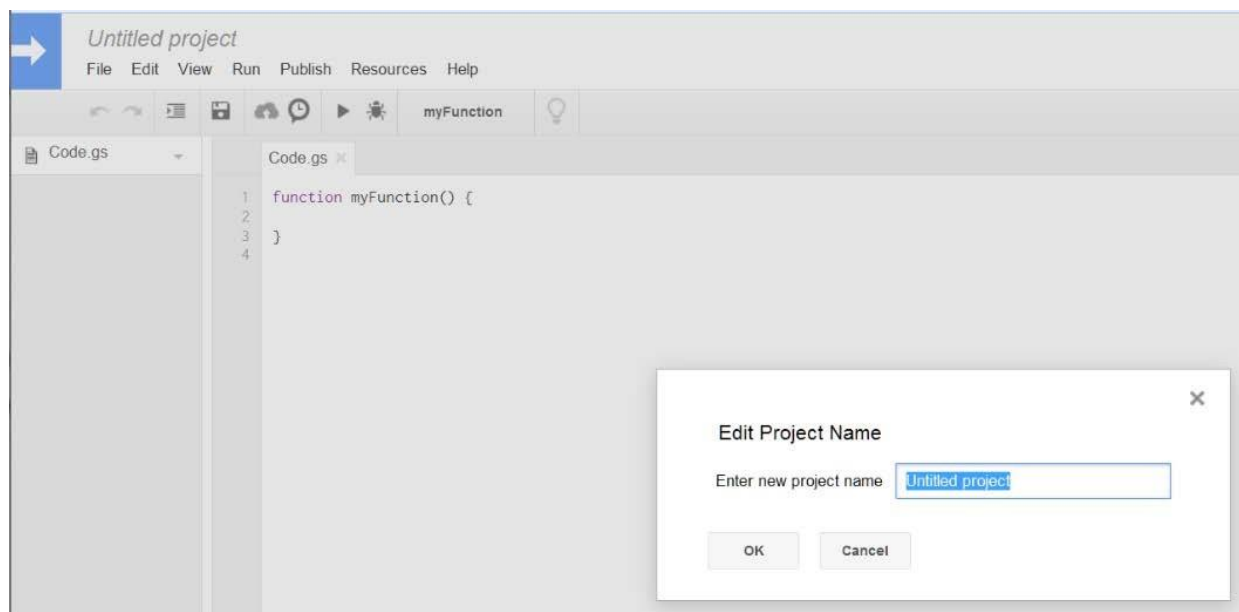 Untitled project
File Edit View Run Publish Resources Help
myFunction
Code.gs
Code.gs
1 function myFunction() {
2
3 }
4
Edit Project Name
Enter new project name Untitled project
OK Cancel